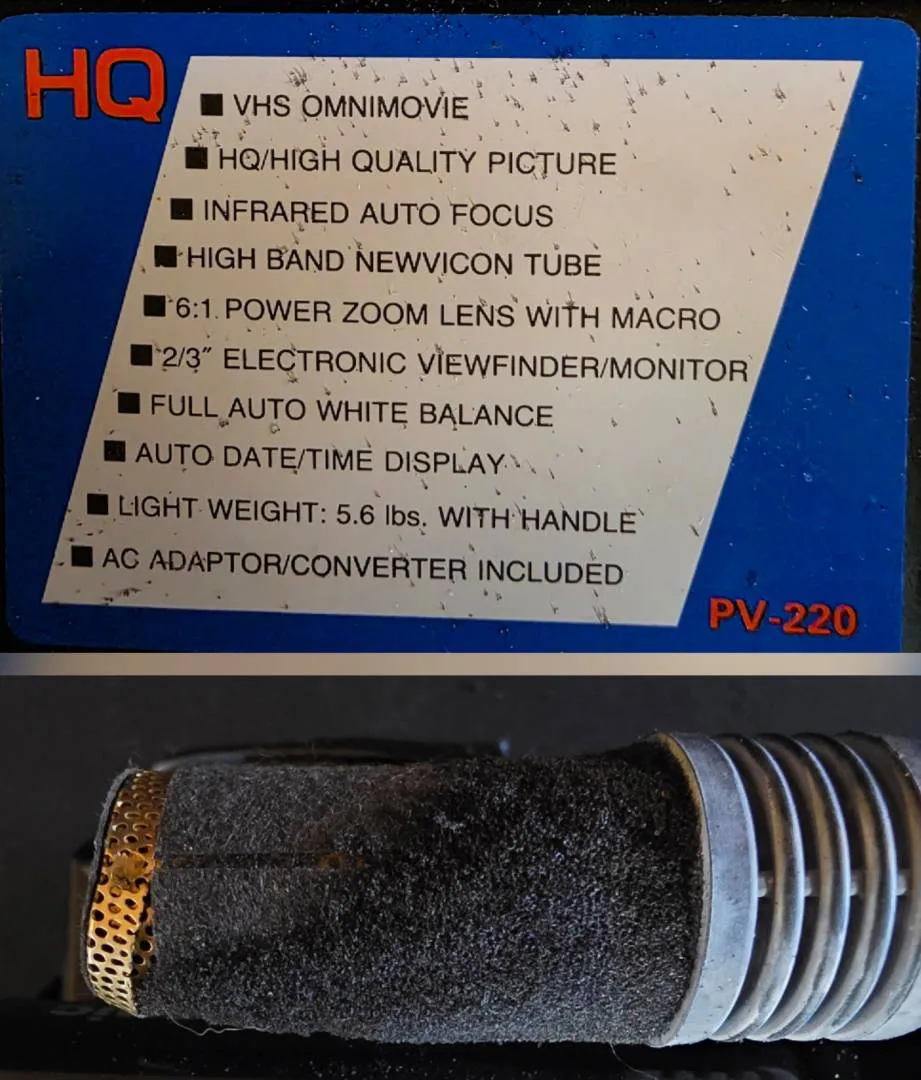 HQ
■ VHS OMNIMOVIE
■ HQ/HIGH QUALITY PICTURE
■ INFRARED AUTO FOCUS
■ HIGH BAND NEWVICON TUBE
■ 6:1 POWER ZOOM LENS WITH MACRO
■ 2/3″ ELECTRONIC VIEWFINDER/MONITOR
■ FULL AUTO WHITE BALANCE
■ AUTO DATE/TIME DISPLAY
■ LIGHT WEIGHT: 5.6 lbs. WITH HANDLE
■ AC ADAPTOR/CONVERTER INCLUDED
PV-220